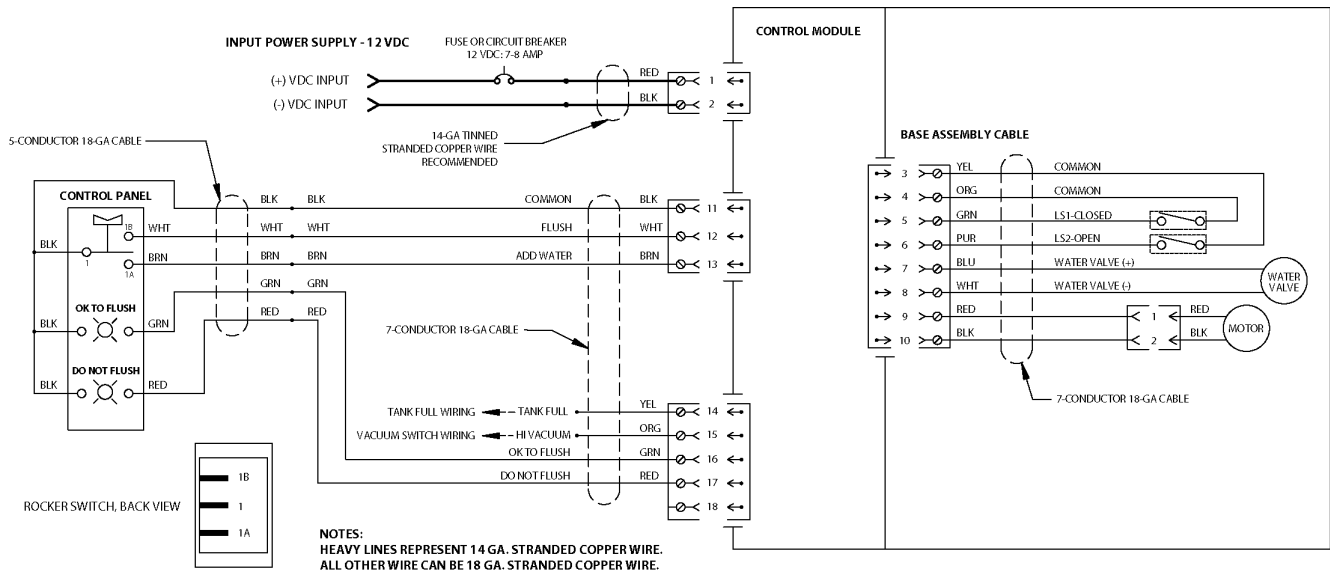 INPUT POWER SUPPLY - 12 VDC
FUSE OR CIRCUIT BREAKER
12 VDC: 7-8 AMP
CONTROL MODULE
(+) VDC INPUT
RED
1
(-) VDC INPUT
BLK
2
14-GA TINNED
STRANDED COPPER WIRE
RECOMMENDED
5-CONDUCTOR 18-GA CABLE
CONTROL PANEL
BLK
BLK
COMMON
BLK
11
1B
WHT
WHT
WHT
FLUSH
WHT
12
BLK
1
1A
BRN
BRN
BRN
ADD WATER
BRN
13
GRN
GRN
OK TO FLUSH
BLK
GRN
RED
RED
7-CONDUCTOR 18-GA CABLE
DO NOT FLUSH
BLK
RED
TANK FULL WIRING
TANK FULL
YEL
14
VACUUM SWITCH WIRING
HI VACUUM
ORG
15
OK TO FLUSH
GRN
16
DO NOT FLUSH
RED
17
18
BASE ASSEMBLY CABLE
3
YEL
COMMON
4
ORG
COMMON
5
GRN
LS1-CLOSED
6
PUR
LS2-OPEN
7
BLU
WATER VALVE (+)
8
WHT
WATER VALVE (-)
WATER
VALVE
9
RED
1
RED
10
BLK
2
BLK
MOTOR
7-CONDUCTOR 18-GA CABLE
ROCKER SWITCH, BACK VIEW
1B
1
1A
NOTES:
HEAVY LINES REPRESENT 14 GA. STRANDED COPPER WIRE.
ALL OTHER WIRE CAN BE 18 GA. STRANDED COPPER WIRE.